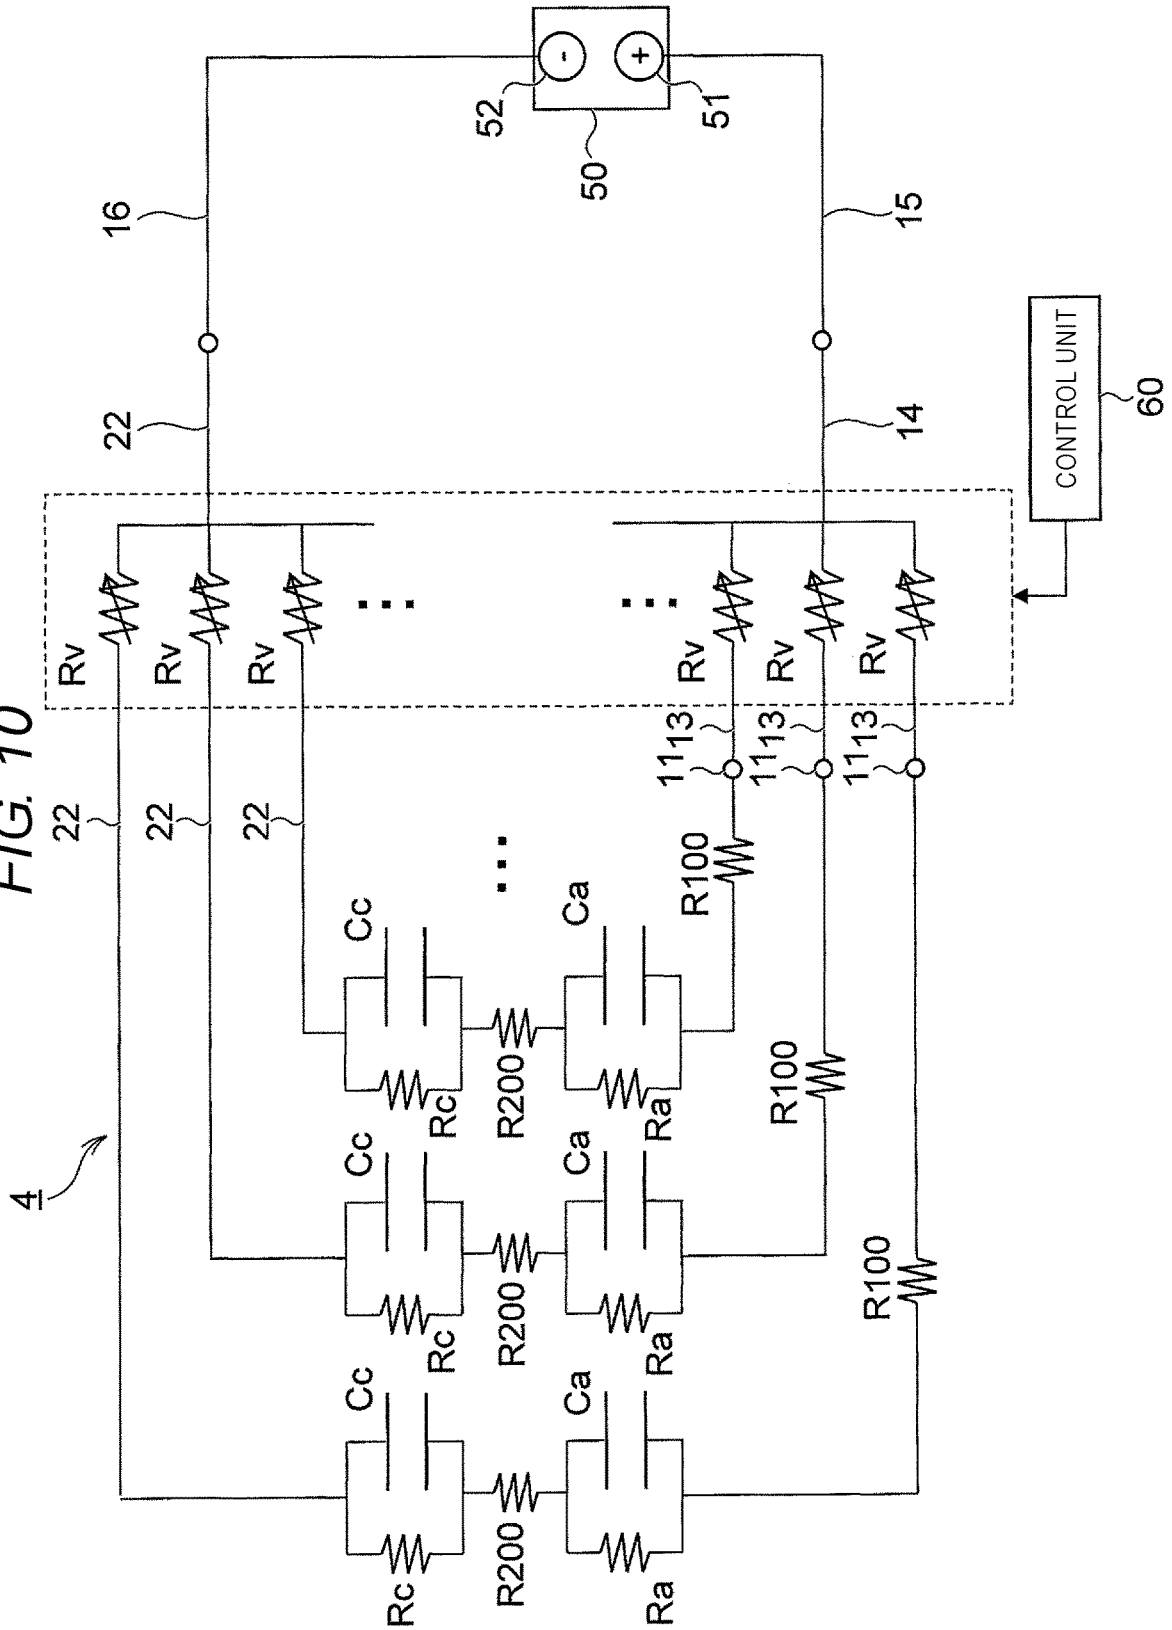 FIG. 10
4
22
22
22
Rv
Rv
Rv
22
16
52
-
+
51
50
15
14
Rv
Rv
Rv
13
13
13
11
11
11
CONTROL UNIT
60
R100
R100
R100
Cc
Cc
Cc
Rc
Rc
Rc
R200
R200
R200
Ca
Ca
Ca
Ra
Ra
Ra